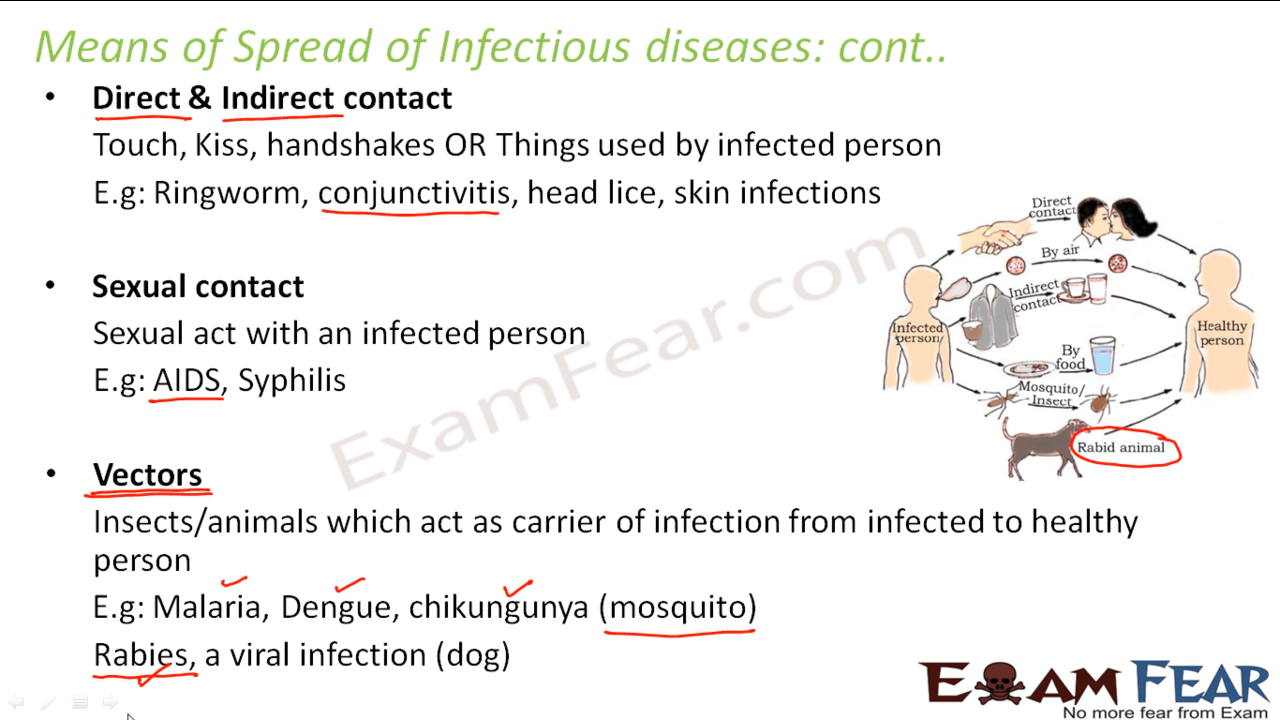 Means of Spread of Infectious diseases: cont..
• Direct & Indirect contact
Touch, Kiss, handshakes OR Things used by infected person
E.g: Ringworm, conjunctivitis, head lice, skin infections
• Sexual contact
Sexual act with an infected person
E.g: AIDS, Syphilis
• Vectors
Insects/animals which act as carrier of infection from infected to healthy
person
E.g: Malaria, Dengue, chikungunya (mosquito)
Rabies, a viral infection (dog)
Direct
contact
By air
Indirect
contact
Infected
person
Healthy
person
By
food
Mosquito/
Insect
Rabid animal
ExamFear.com
EXAM FEAR
No more fear from Exam